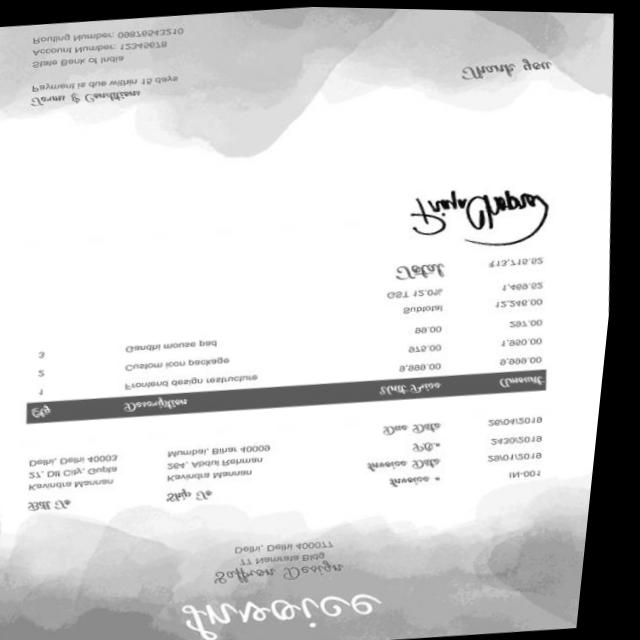 Invoice
Saffron Design
77 Namrata Bldg
Delhi, Delhi 400077
Bill To
Kavindra Mannan
27, Dlf City, Gupta
Delhi, Delhi 40003
Ship To
Kavindra Mannan
264, Abdul Rehman
Mumbai, Bihar 40009
Invoice # IN-001
Invoice Date 29/01/2019
P.O.# 2430/2019
Due Date 26/04/2019
Qty Description Unit Price Amount
1 Frontend design restructure 9,999.00 9,999.00
2 Custom icon package 975.00 1,950.00
3 Gandhi mouse pad 99.00 297.00
Subtotal 12,246.00
GST 12.0% 1,469.52
Total ₹13,715.52
Priya Chopra
Terms & Conditions
Payment is due within 15 days
State Bank of India
Account Number: 12345678
Routing Number: 09876543210
Thank you